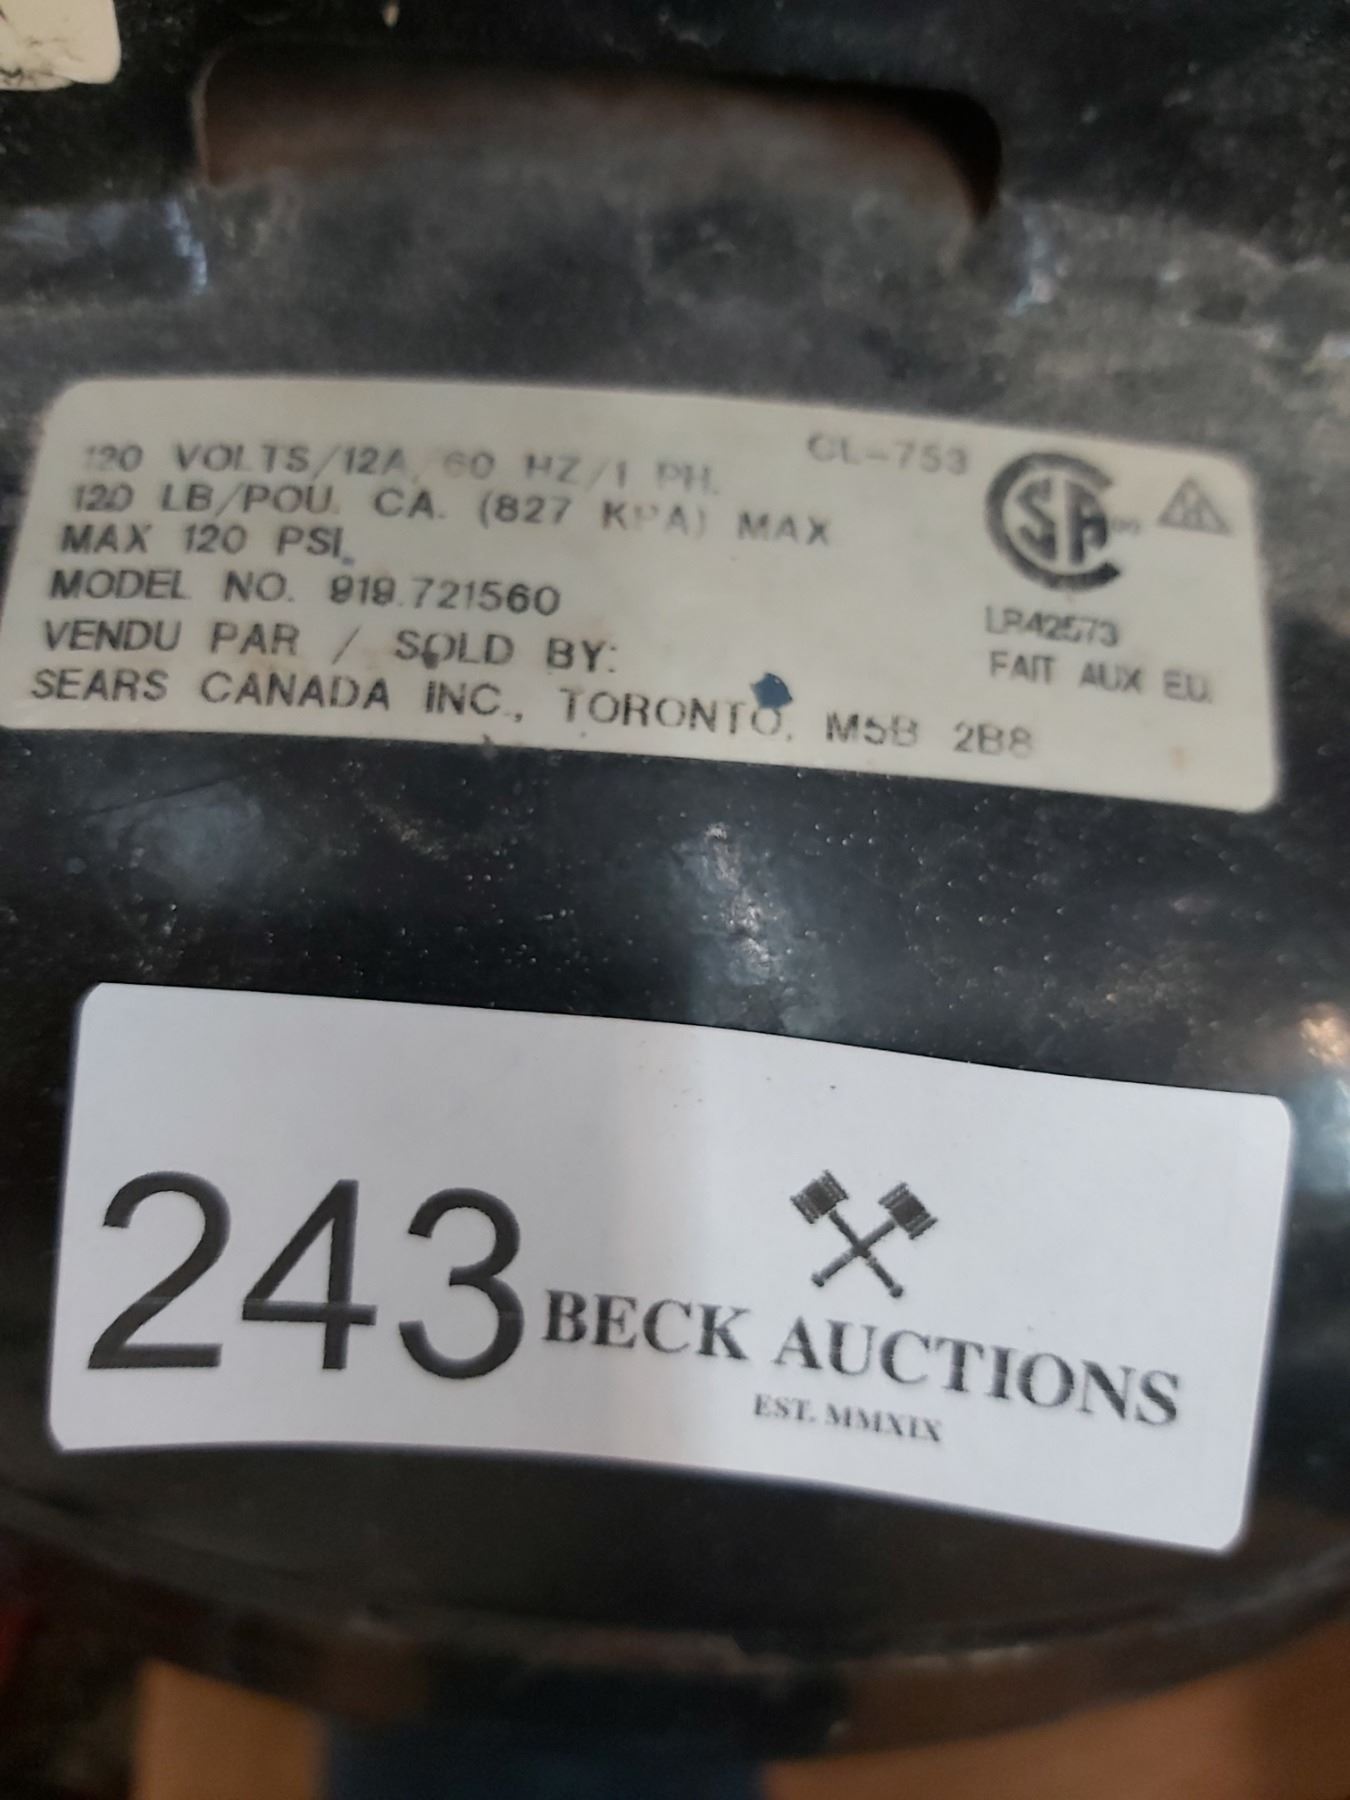 120 VOLTS/12A/60 HZ/1 PH.
CL-753
120 LB/POU. CA. (827 KPA) MAX
MAX 120 PSI.
MODEL NO. 919.721560
VENDU PAR / SOLD BY:
SEARS CANADA INC., TORONTO. M5B 2B8
CSA
LR42573
FAIT AUX EU.
243
BECK AUCTIONS
EST. MMXIX